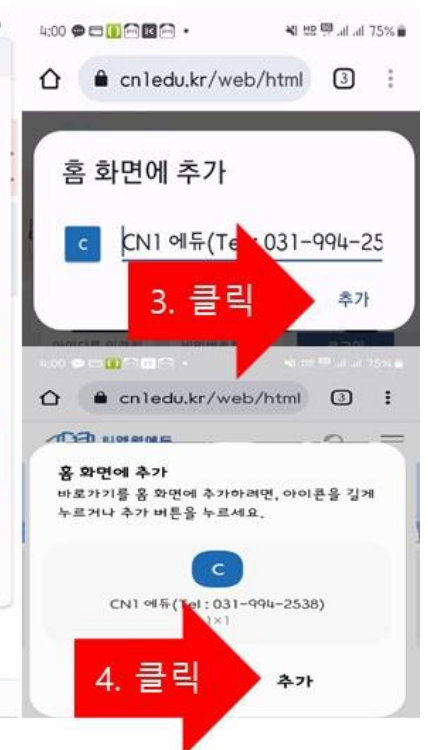 4:00 75%
cn1edu.kr/web/html 3
홈 화면에 추가
C CN1 에듀(Te : 031-994-25
3. 클릭
추가
4:00 75%
cn1edu.kr/web/html 3
홈 화면에 추가
바로가기를 홈 화면에 추가하려면, 아이콘을 길게
누르거나 추가 버튼을 누르세요.
C
CN1 에듀(Tel : 031-994-2538)
1×1
4. 클릭
추가